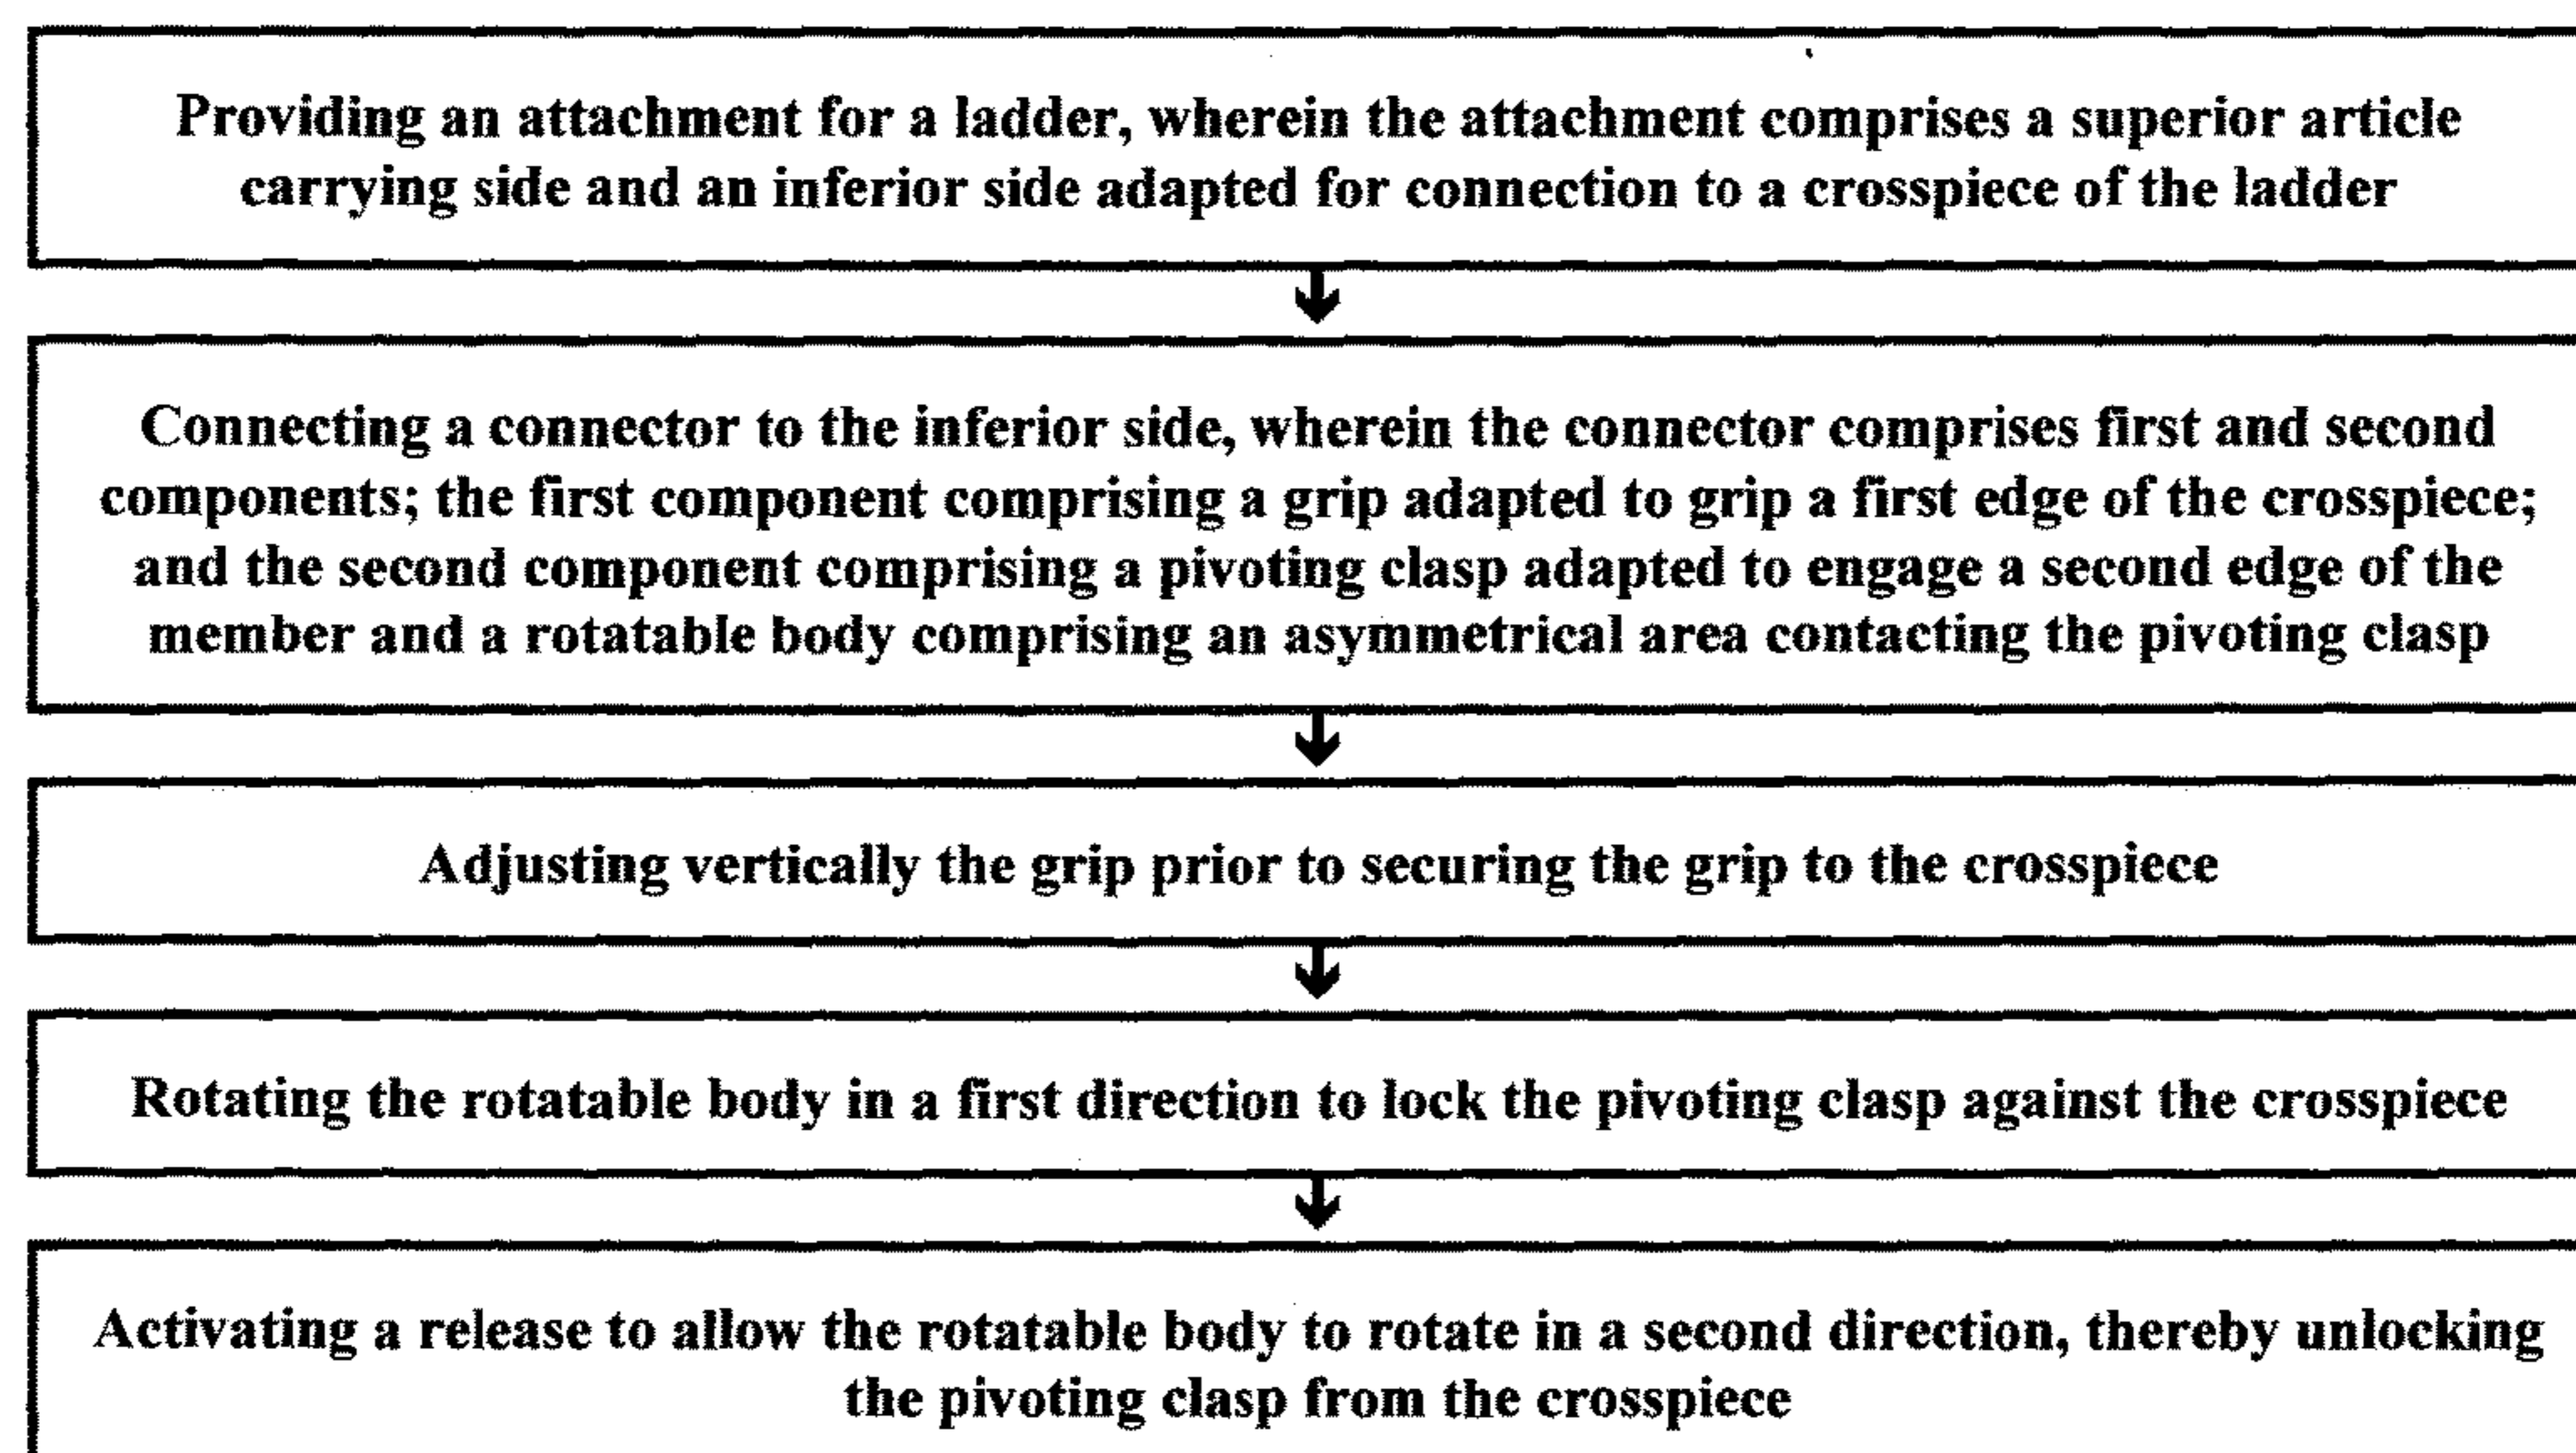 Providing an attachment for a ladder, wherein the attachment comprises a superior article
carrying side and an inferior side adapted for connection to a crosspiece of the ladder
Connecting a connector to the inferior side, wherein the connector comprises first and second
components; the first component comprising a grip adapted to grip a first edge of the crosspiece;
and the second component comprising a pivoting clasp adapted to engage a second edge of the
member and a rotatable body comprising an asymmetrical area contacting the pivoting clasp
Adjusting vertically the grip prior to securing the grip to the crosspiece
Rotating the rotatable body in a first direction to lock the pivoting clasp against the crosspiece
Activating a release to allow the rotatable body to rotate in a second direction, thereby unlocking
the pivoting clasp from the crosspiece